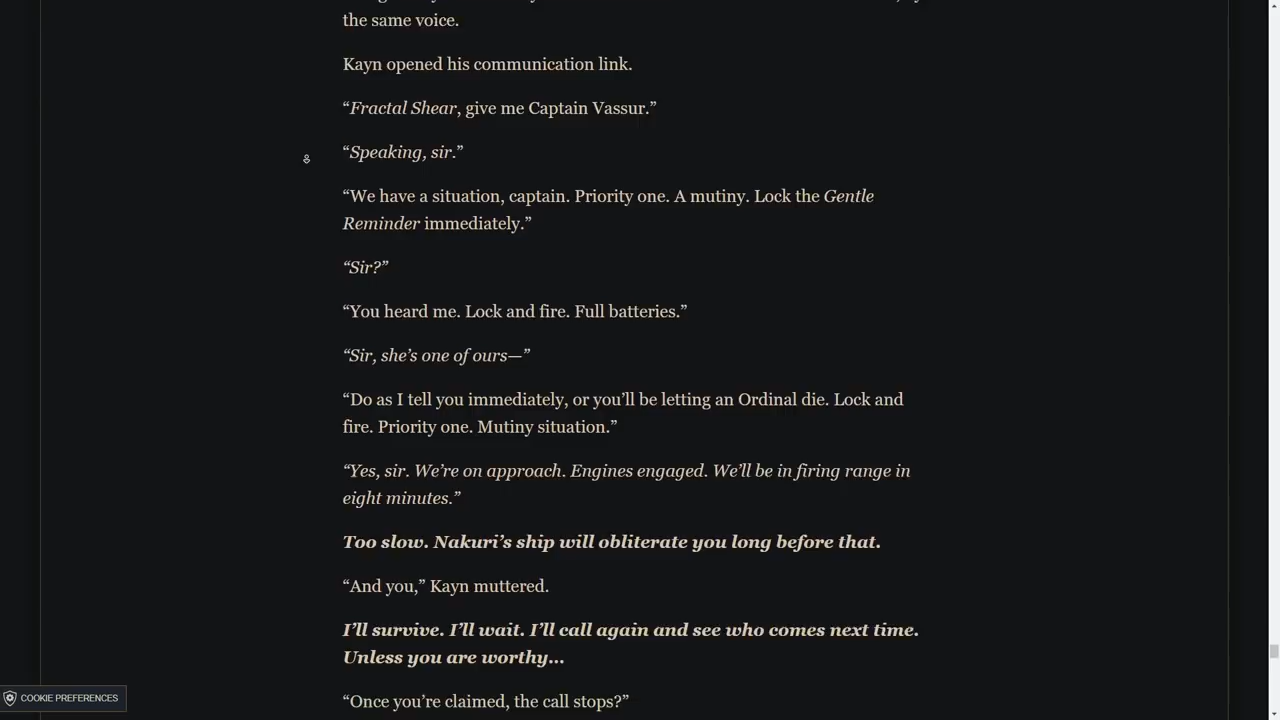 the same voice.
Kayn opened his communication link.
“Fractal Shear, give me Captain Vassur.”
“Speaking, sir.”
“We have a situation, captain. Priority one. A mutiny. Lock the Gentle
Reminder immediately.”
“Sir?”
“You heard me. Lock and fire. Full batteries.”
“Sir, she’s one of ours—”
“Do as I tell you immediately, or you’ll be letting an Ordinal die. Lock and
fire. Priority one. Mutiny situation.”
“Yes, sir. We’re on approach. Engines engaged. We’ll be in firing range in
eight minutes.”
Too slow. Nakuri’s ship will obliterate you long before that.
“And you,” Kayn muttered.
I’ll survive. I’ll wait. I’ll call again and see who comes next time.
Unless you are worthy…
COOKIE PREFERENCES
“Once you’re claimed, the call stops?”